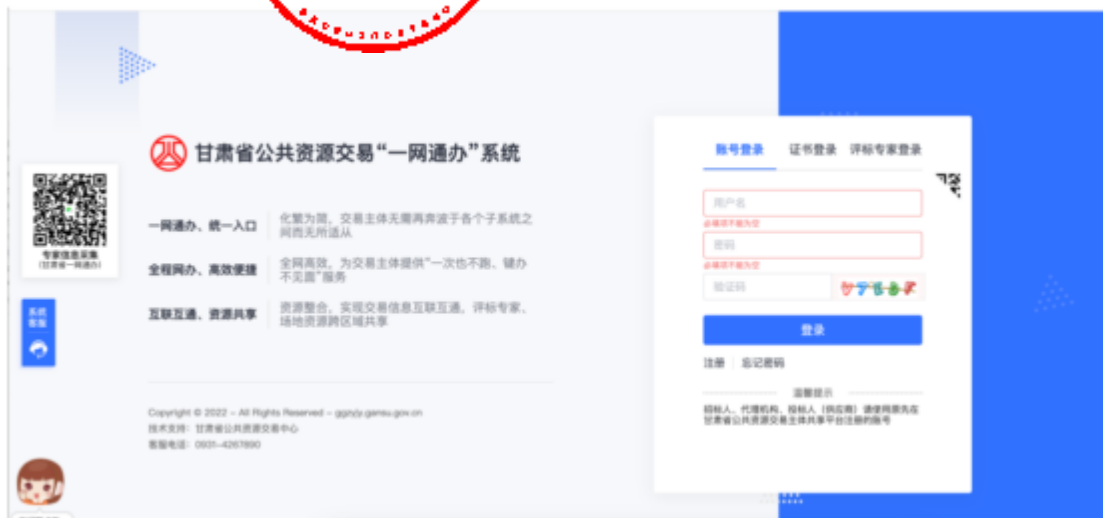 甘肃省公共资源交易“一网通办”系统
专家信息采集
(甘肃省一网通办)
系统
客服
一网通办、统一入口
化繁为简，交易主体无需再奔波于各个子系统之
间而无所适从
全程网办、高效便捷
全网高效，为交易主体提供“一次也不跑、键办
不见面”服务
互联互通、资源共享
资源整合，实现交易信息互联互通，评标专家、
场地资源跨区域共享
Copyright © 2022 - All Rights Reserved - ggzyjy.gansu.gov.cn
技术支持：甘肃省公共资源交易中心
客服电话：0931-4267890
账号登录 证书登录 评标专家登录
用户名
必填项不能为空
密码
必填项不能为空
验证码
登录
注册 忘记密码
温馨提示
招标人、代理机构、投标人（供应商）请使用原先在
甘肃省公共资源交易主体共享平台注册的账号